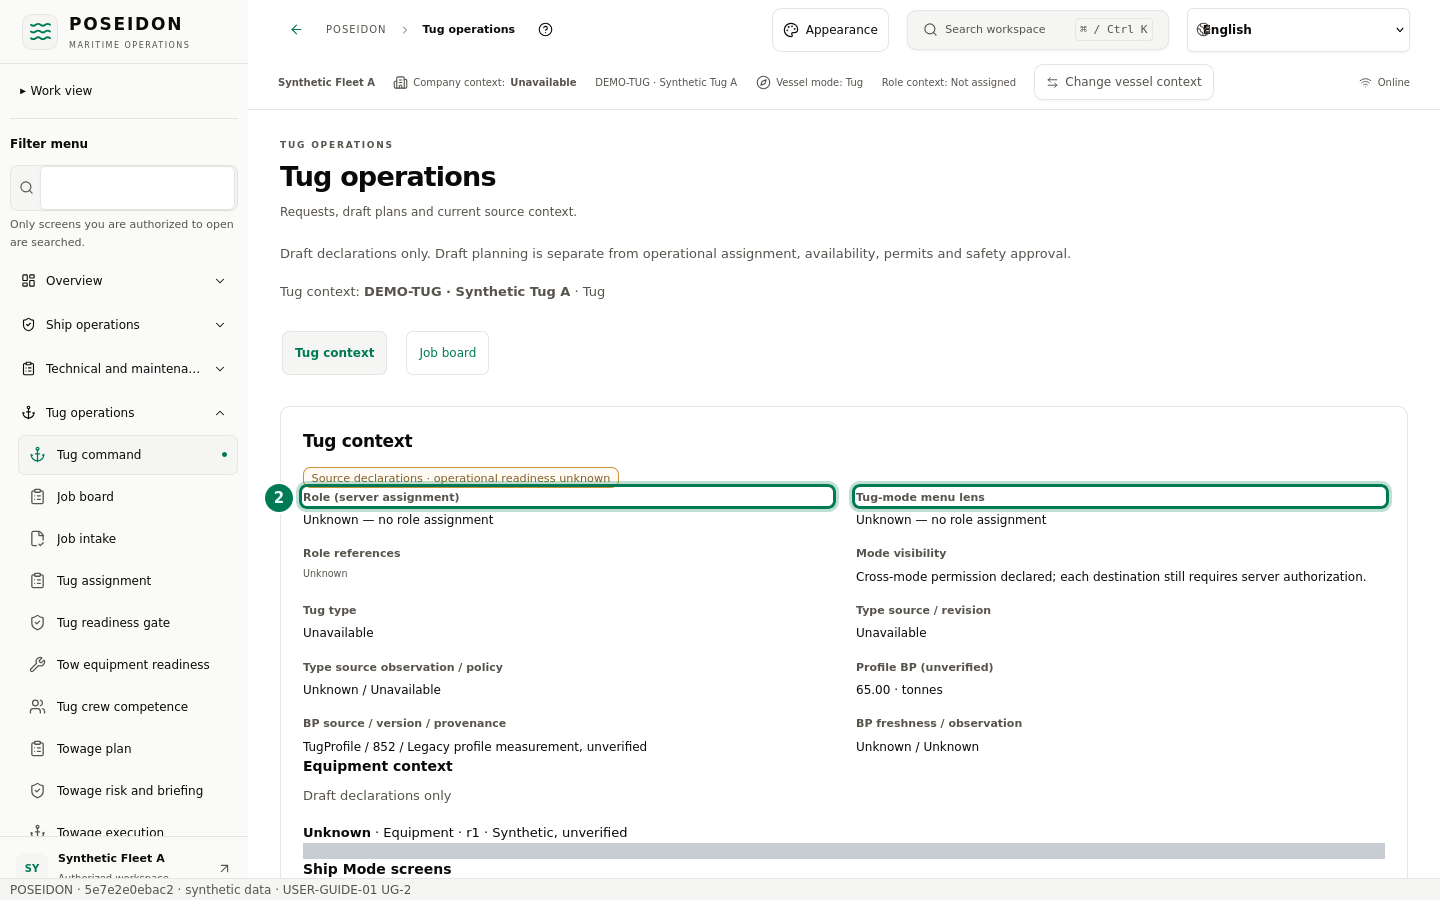 POSEIDON
MARITIME OPERATIONS
Work view
Filter menu
Only screens you are authorized to open
are searched.
Overview
Ship operations
Technical and maintena...
Tug operations
Tug command
Job board
Job intake
Tug assignment
Tug readiness gate
Tow equipment readiness
Tug crew competence
Towage plan
Towage risk and briefing
Towage execution
SY
Synthetic Fleet A
Authorized workspace
POSEIDON
Tug operations
Appearance
Search workspace
⌘ / Ctrl K
English
Synthetic Fleet A
Company context: Unavailable
DEMO-TUG · Synthetic Tug A
Vessel mode: Tug
Role context: Not assigned
Change vessel context
Online
TUG OPERATIONS
Tug operations
Requests, draft plans and current source context.
Draft declarations only. Draft planning is separate from operational assignment, availability, permits and safety approval.
Tug context: DEMO-TUG · Synthetic Tug A · Tug
Tug context
Job board
Tug context
Source declarations · operational readiness unknown
2
Role (server assignment)
Unknown — no role assignment
Tug-mode menu lens
Unknown — no role assignment
Role references
Unknown
Mode visibility
Cross-mode permission declared; each destination still requires server authorization.
Tug type
Unavailable
Type source / revision
Unavailable
Type source observation / policy
Unknown / Unavailable
Profile BP (unverified)
65.00 · tonnes
BP source / version / provenance
TugProfile / 852 / Legacy profile measurement, unverified
BP freshness / observation
Unknown / Unknown
Equipment context
Draft declarations only
Unknown · Equipment · r1 · Synthetic, unverified
Ship Mode screens
POSEIDON · 5e7e2e0ebac2 · synthetic data · USER-GUIDE-01 UG-2